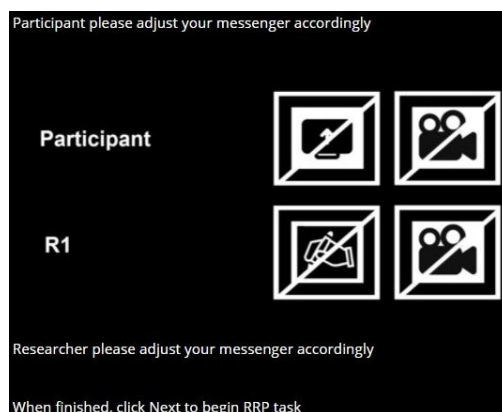 Participant please adjust your messenger accordingly
Participant
R1
Researcher please adjust your messenger accordingly
When finished, click Next to begin RRP task